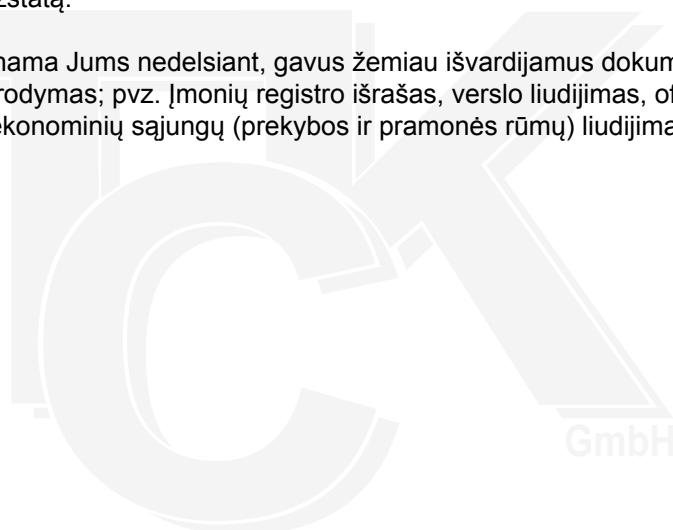 žstatą.
nama Jums nedelsiant, gavus žemiau išvardijamus dokum
rodymas; pvz. Įmonių registro išrašas, verslo liudijimas, of
ekonominių sąjungų (prekybos ir pramonės rūmų) liudijima
GmbH